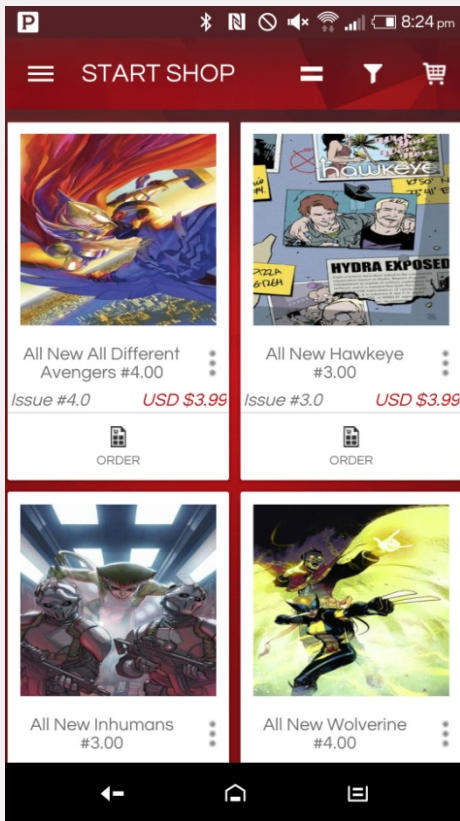 P
8:24 pm
START SHOP
hawkeye
PIZZA
HYDRA EXPOSED
All New All Different
Avengers #4.00
Issue #4.0 USD $3.99
ORDER
All New Hawkeye
#3.00
Issue #3.0 USD $3.99
ORDER
All New Inhumans
#3.00
All New Wolverine
#4.00